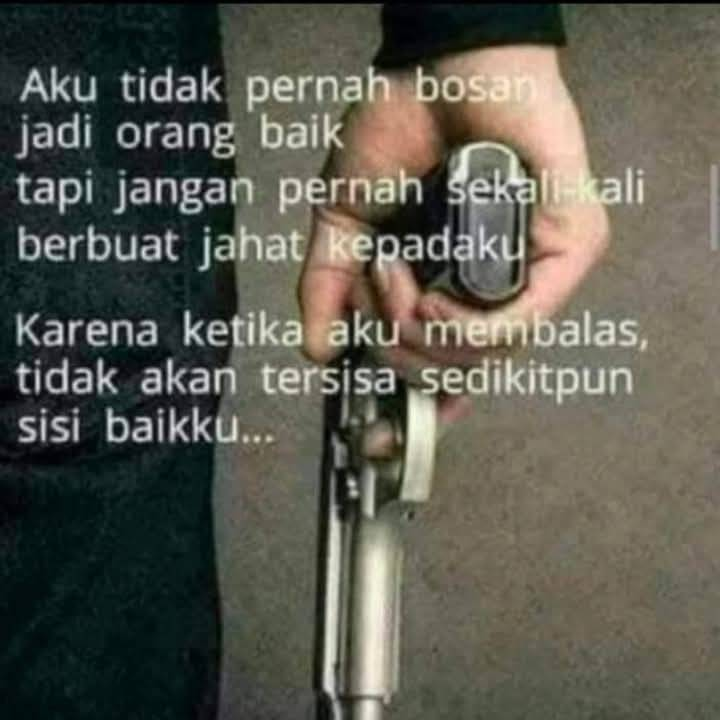 Aku tidak pernah bosan
jadi orang baik
tapi jangan pernah sekali-kali
berbuat jahat kepadaku
Karena ketika aku membalas,
tidak akan tersisa sedikitpun
sisi baikku...